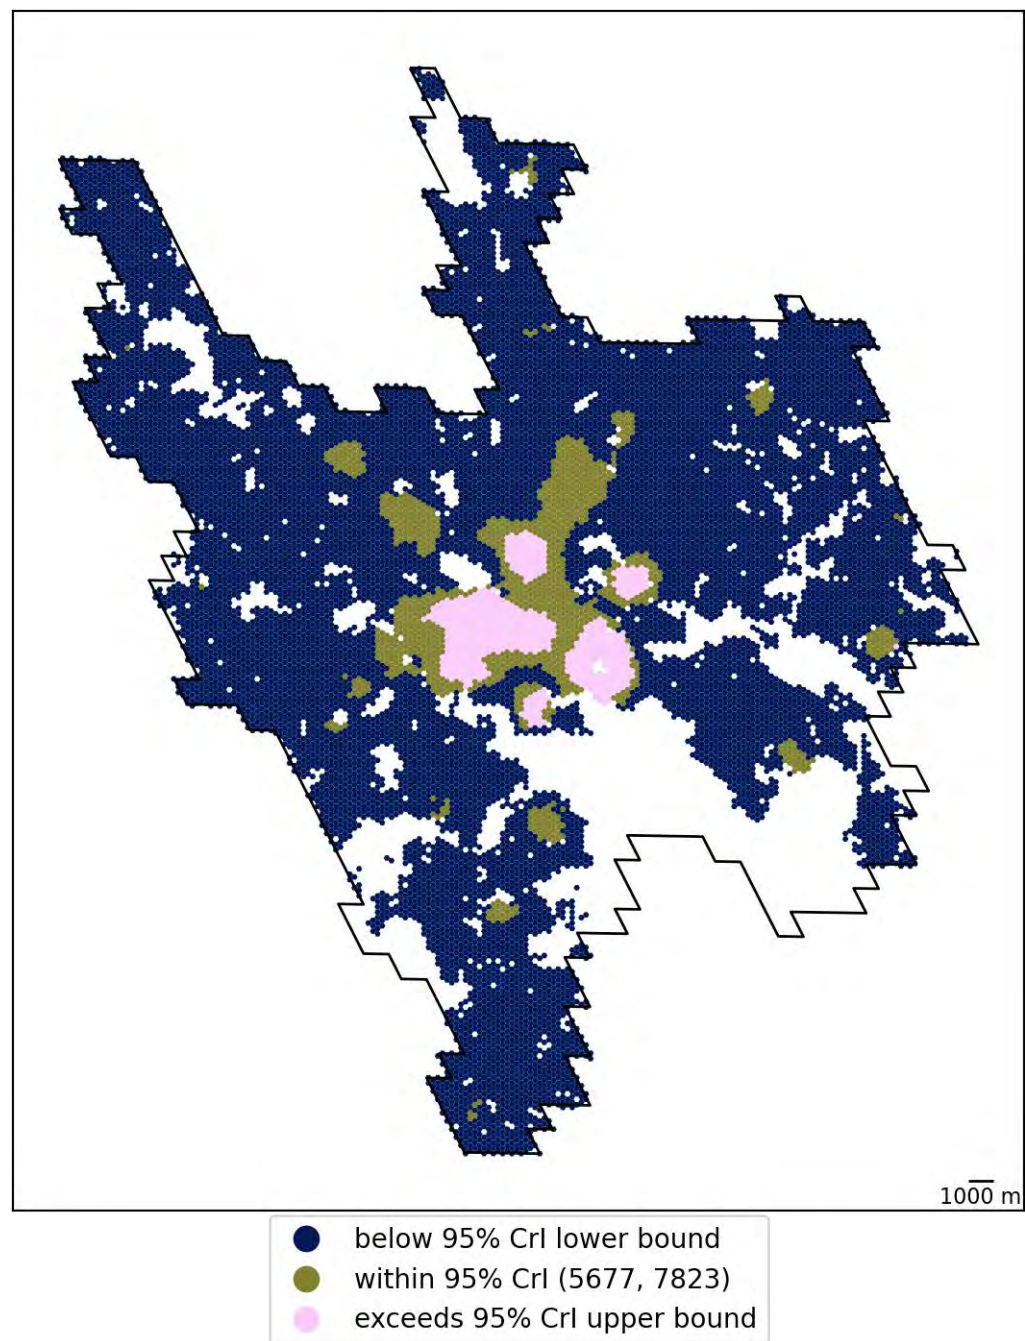 1000 m
below 95% CrI lower bound
within 95% CrI (5677, 7823)
exceeds 95% CrI upper bound